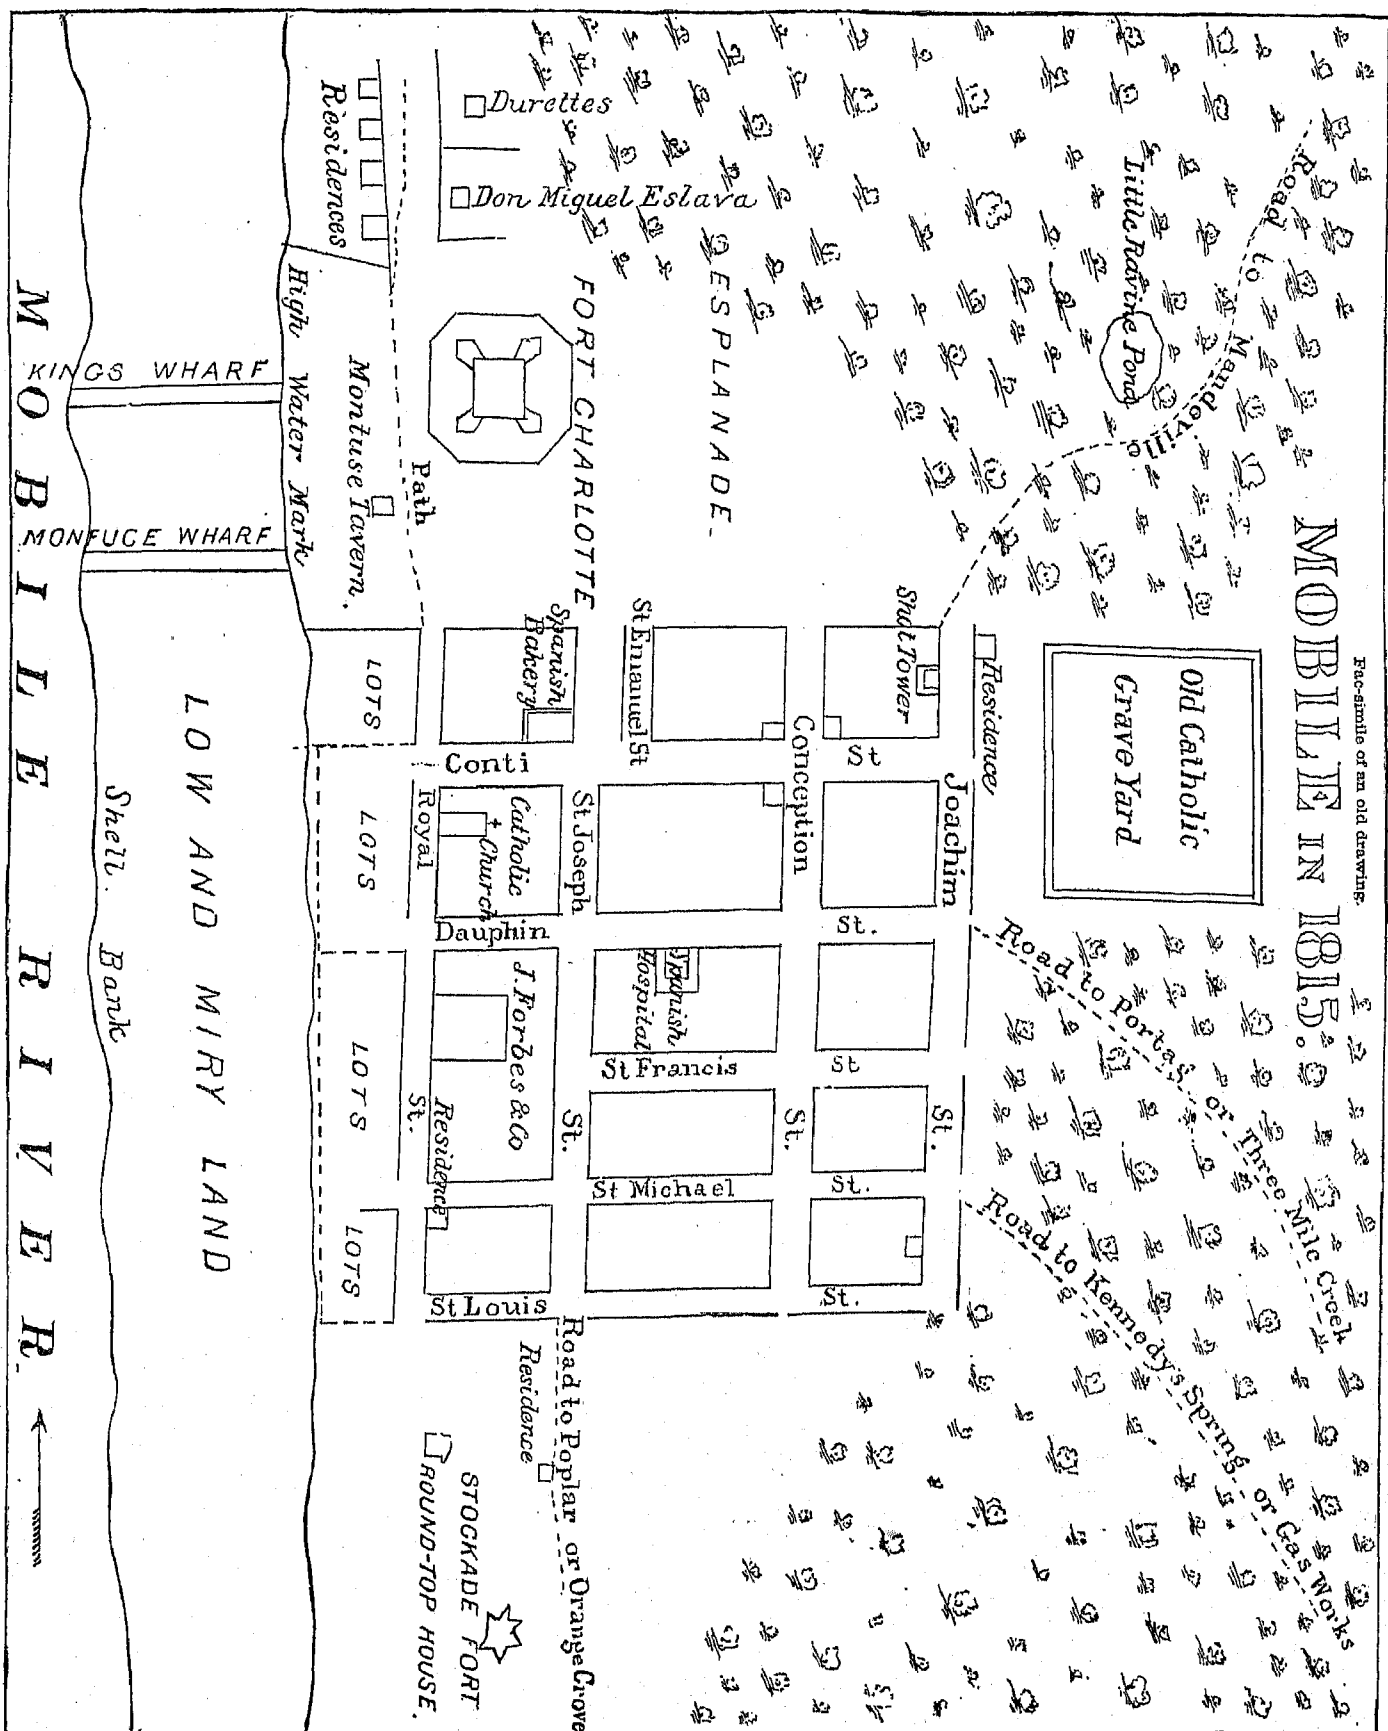 Fac-simile of an old drawing.
MOBILE IN 1815.
Road to Mandeville
Little Ravine Pond
Old Catholic
Grave Yard
Road to Portas or Three Mile Creek
Road to Kennedy's Spring or Gas Works
Residence
Shot Tower
Joachim St.
Conception St.
ESPLANADE.
St Emanuel St
Spanish
Hospital
FORT CHARLOTTE
Spanish
Bakery
St Joseph St.
Road to Poplar or Orange Grove
Residence
Durettes
Don Miguel Eslava
Catholic
Church
J. Forbes & Co
Residence
STOCKADE FORT
ROUND-TOP HOUSE.
Path
Royal St.
Conti St
Dauphin St.
St Francis St
St Michael St.
St Louis St.
Residences
Montuse Tavern.
LOTS
LOTS
LOTS
LOTS
High Water Mark
KINGS WHARF
MONFUCE WHARF
LOW AND MIRY LAND
Shell Bank
MOBILE RIVER.